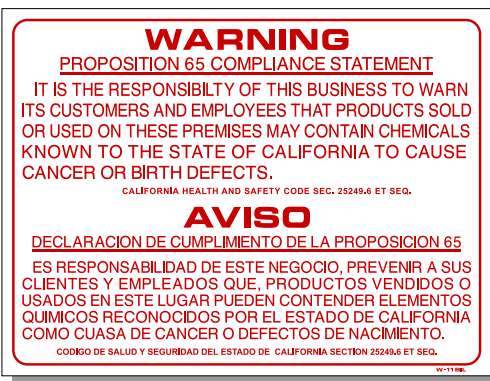 WARNING
PROPOSITION 65 COMPLIANCE STATEMENT
IT IS THE RESPONSIBILTY OF THIS BUSINESS TO WARN
ITS CUSTOMERS AND EMPLOYEES THAT PRODUCTS SOLD
OR USED ON THESE PREMISES MAY CONTAIN CHEMICALS
KNOWN TO THE STATE OF CALIFORNIA TO CAUSE
CANCER OR BIRTH DEFECTS.
CALIFORNIA HEALTH AND SAFETY CODE SEC. 25249.6 ET SEQ.
AVISO
DECLARACION DE CUMPLIMIENTO DE LA PROPOSICION 65
ES RESPONSABILIDAD DE ESTE NEGOCIO, PREVENIR A SUS
CLIENTES Y EMPLEADOS QUE, PRODUCTOS VENDIDOS O
USADOS EN ESTE LUGAR PUEDEN CONTENDER ELEMENTOS
QUIMICOS RECONOCIDOS POR EL ESTADO DE CALIFORNIA
COMO CUASA DE CANCER O DEFECTOS DE NACIMIENTO.
CODIGO DE SALUD Y SEGURIDAD DEL ESTADO DE CALIFORNIA SECTION 25249.6 ET SEQ.
W-11 BIL